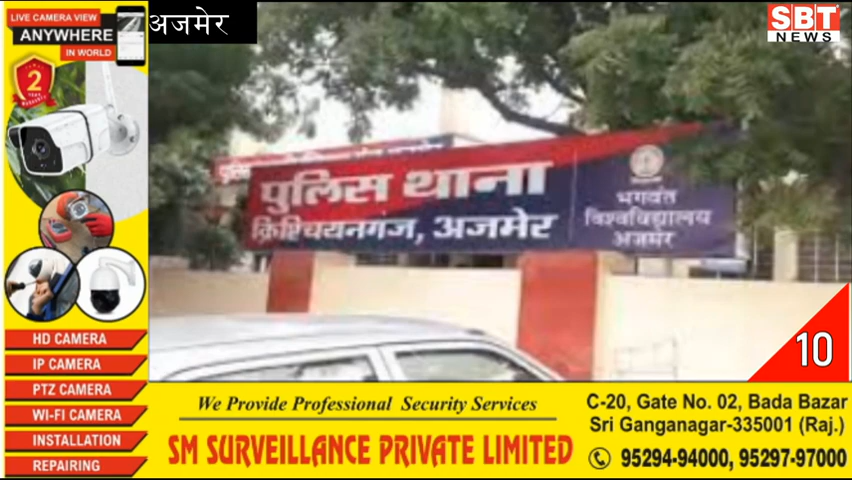 LIVE CAMERA VIEW
ANYWHERE
IN WORLD
2
अजमेर
SBT
NEWS
पुलिस थाना
क्रिश्चियनगंज, अजमेर
भगवंत
विश्वविद्यालय
अजमेर
10
HD CAMERA
IP CAMERA
PTZ CAMERA
WI-FI CAMERA
INSTALLATION
REPAIRING
We Provide Professional Security Services
SM SURVEILLANCE PRIVATE LIMITED
C-20, Gate No. 02, Bada Bazar
Sri Ganganagar-335001 (Raj.)
95294-94000, 95297-97000